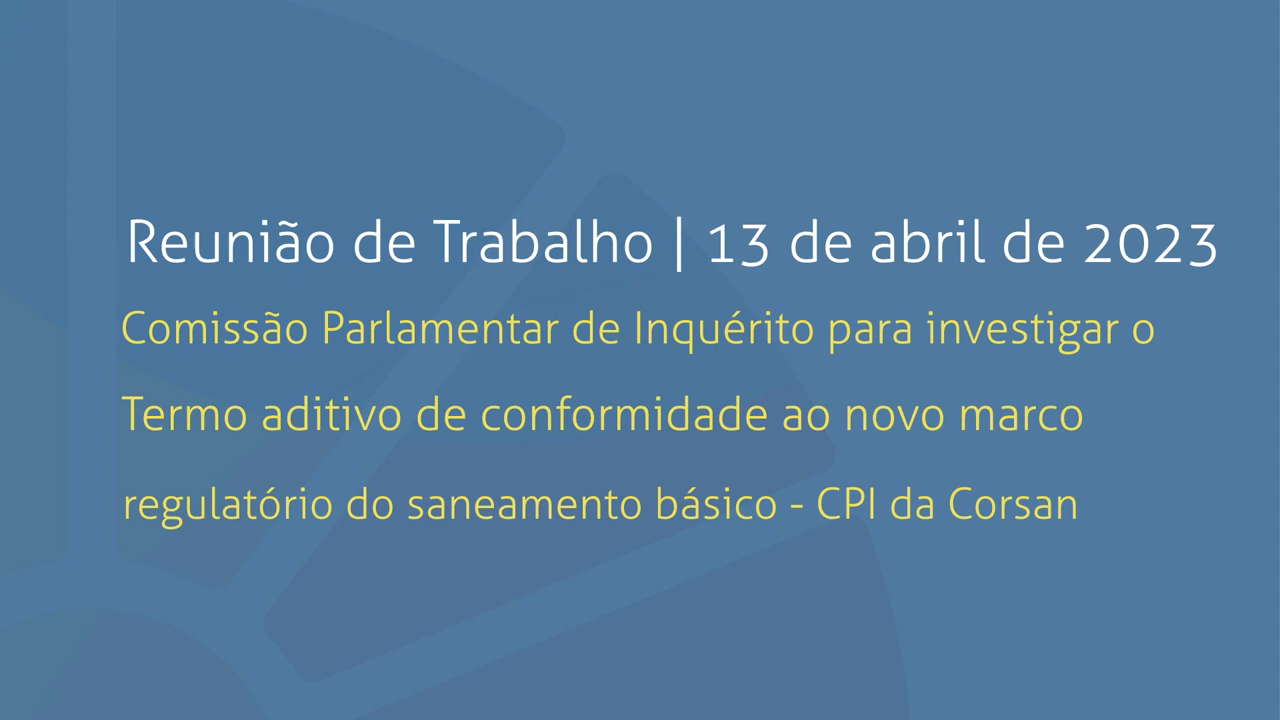 Reunião de Trabalho | 13 de abril de 2023
Comissão Parlamentar de Inquérito para investigar o
Termo aditivo de conformidade ao novo marco
regulatório do saneamento básico - CPI da Corsan